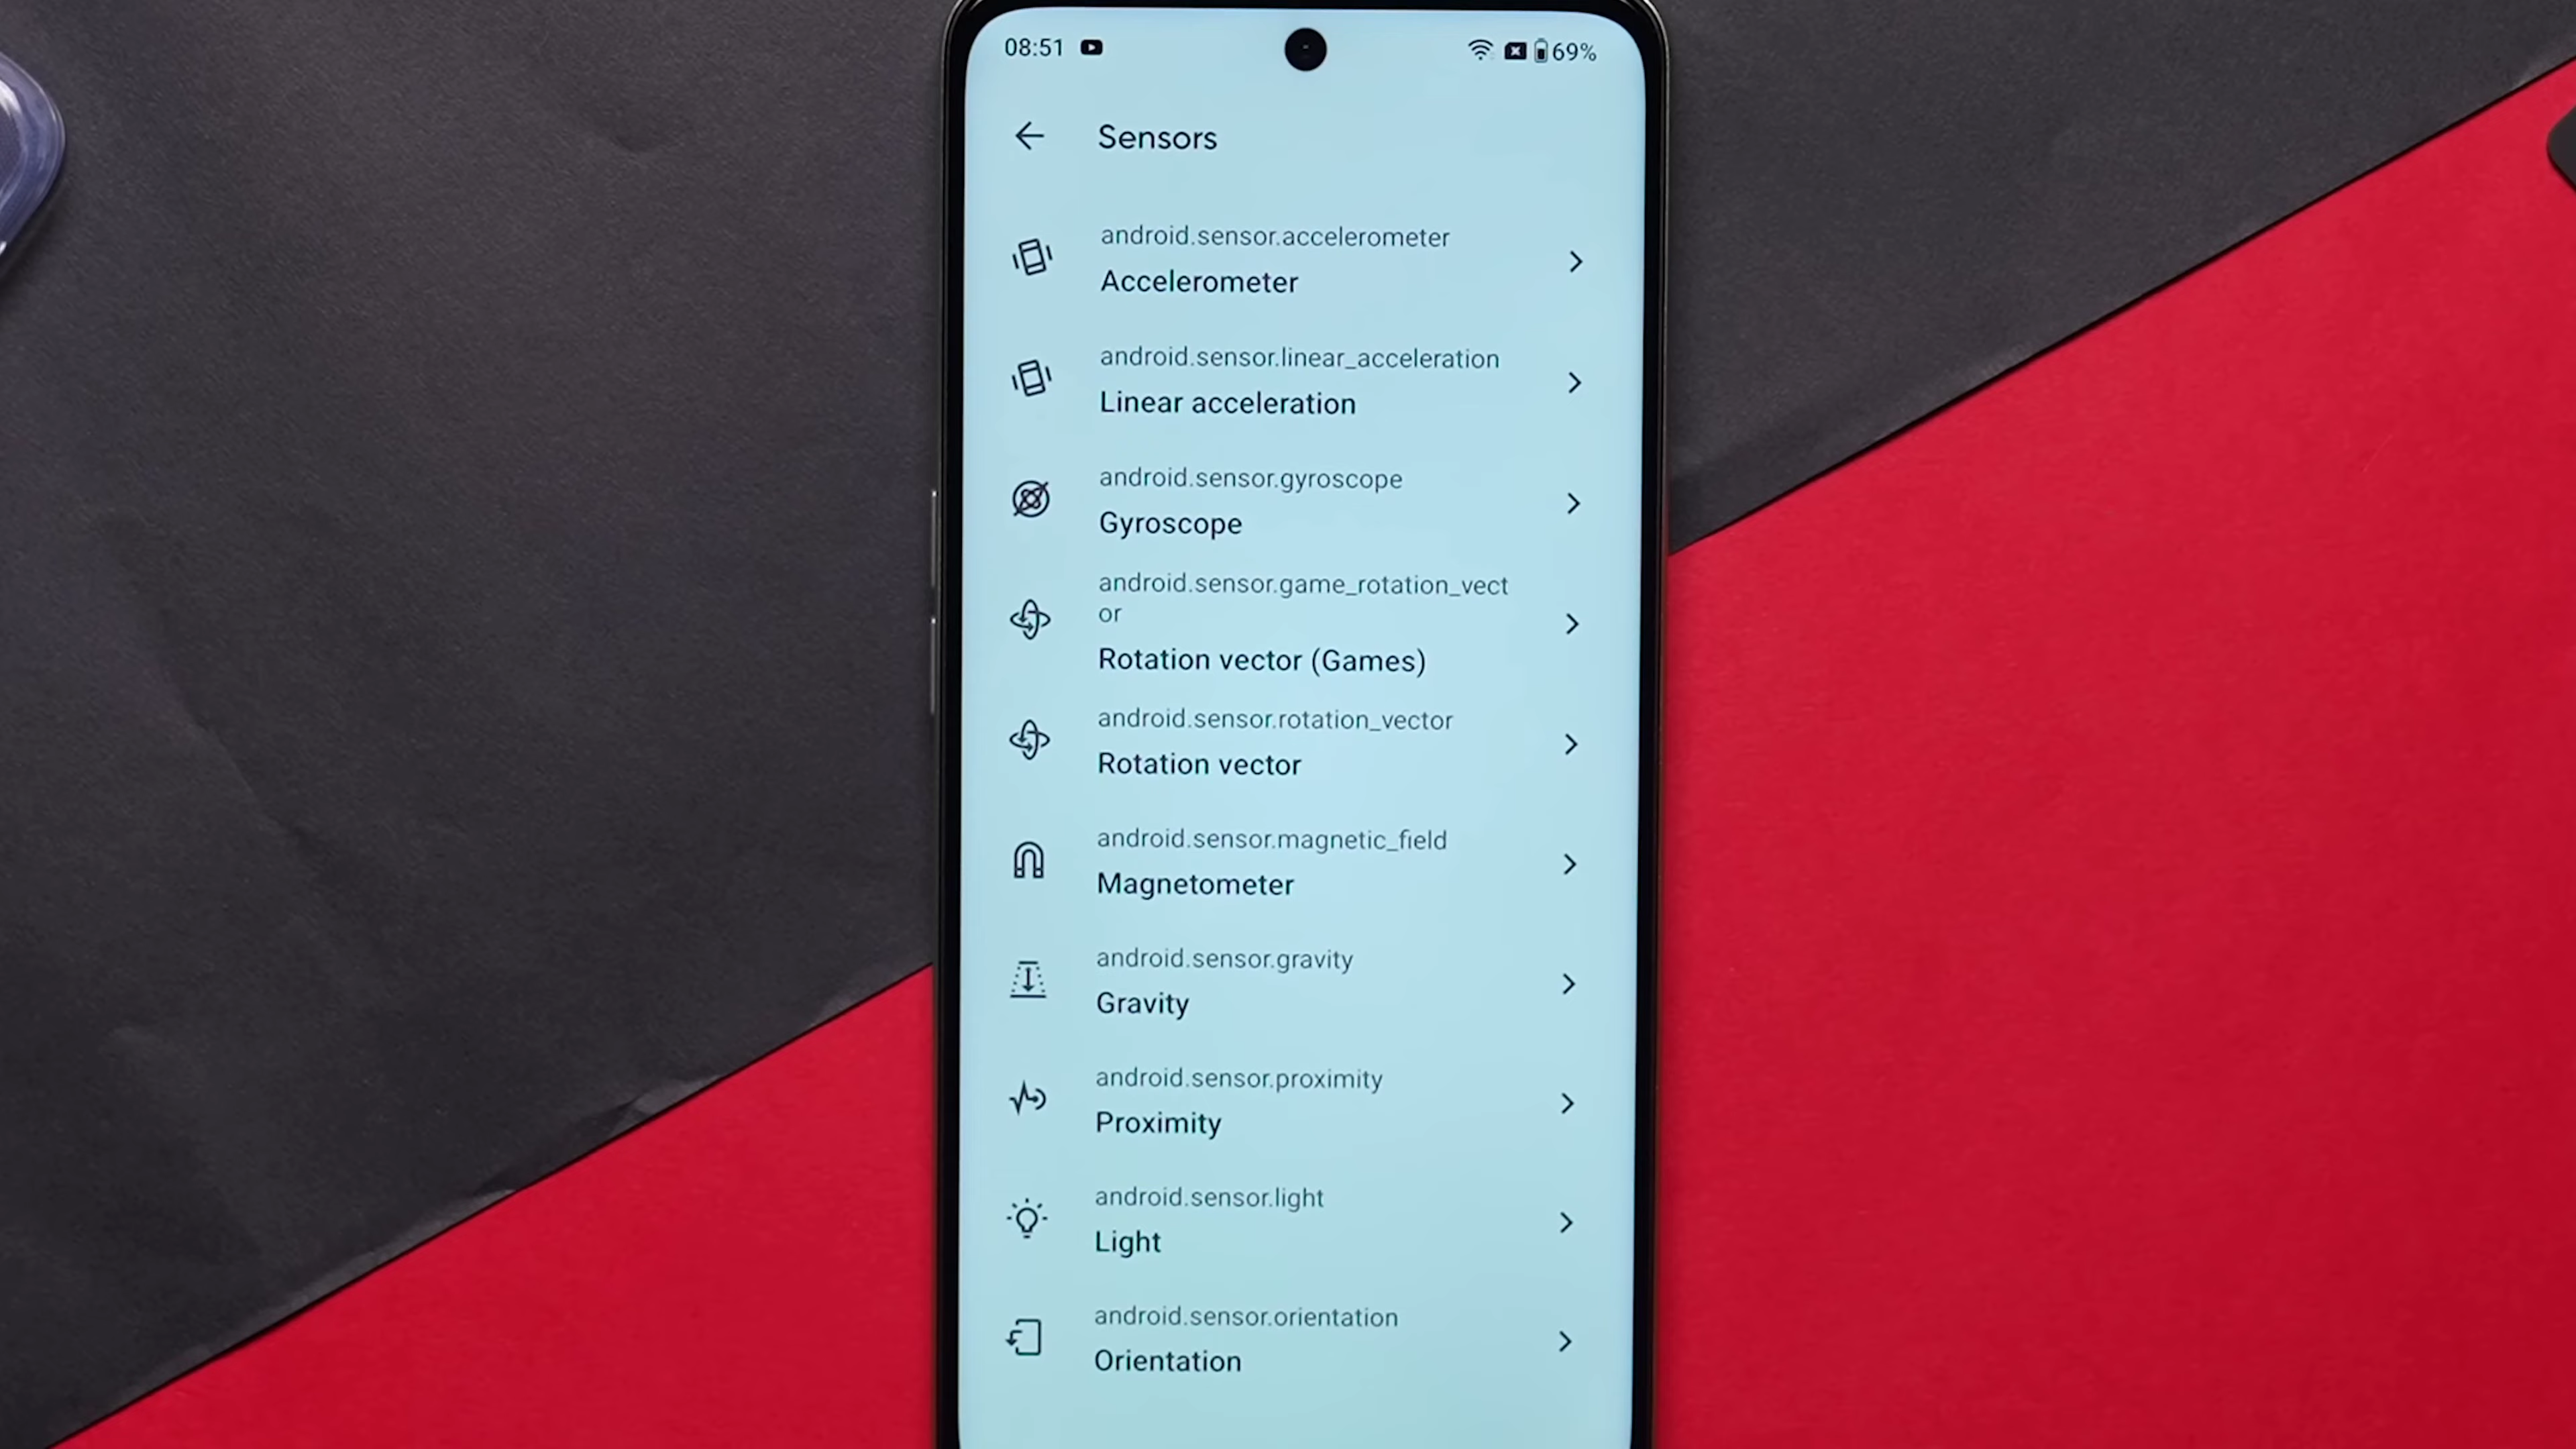 08:51
69%
Sensors
android.sensor.accelerometer
Accelerometer
android.sensor.linear_acceleration
Linear acceleration
android.sensor.gyroscope
Gyroscope
android.sensor.game_rotation_vect
or
Rotation vector (Games)
android.sensor.rotation_vector
Rotation vector
android.sensor.magnetic_field
Magnetometer
android.sensor.gravity
Gravity
android.sensor.proximity
Proximity
android.sensor.light
Light
android.sensor.orientation
Orientation